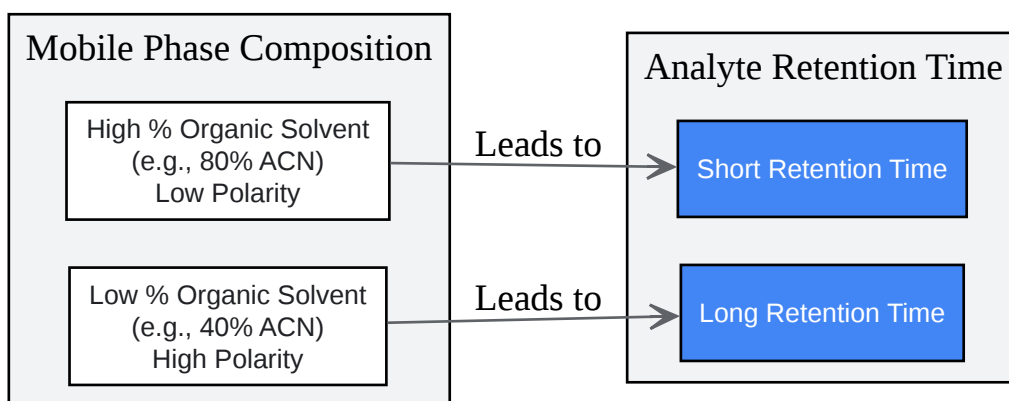 Mobile Phase Composition
High % Organic Solvent
(e.g., 80% ACN)
Low Polarity
Low % Organic Solvent
(e.g., 40% ACN)
High Polarity
Leads to
Leads to
Analyte Retention Time
Short Retention Time
Long Retention Time